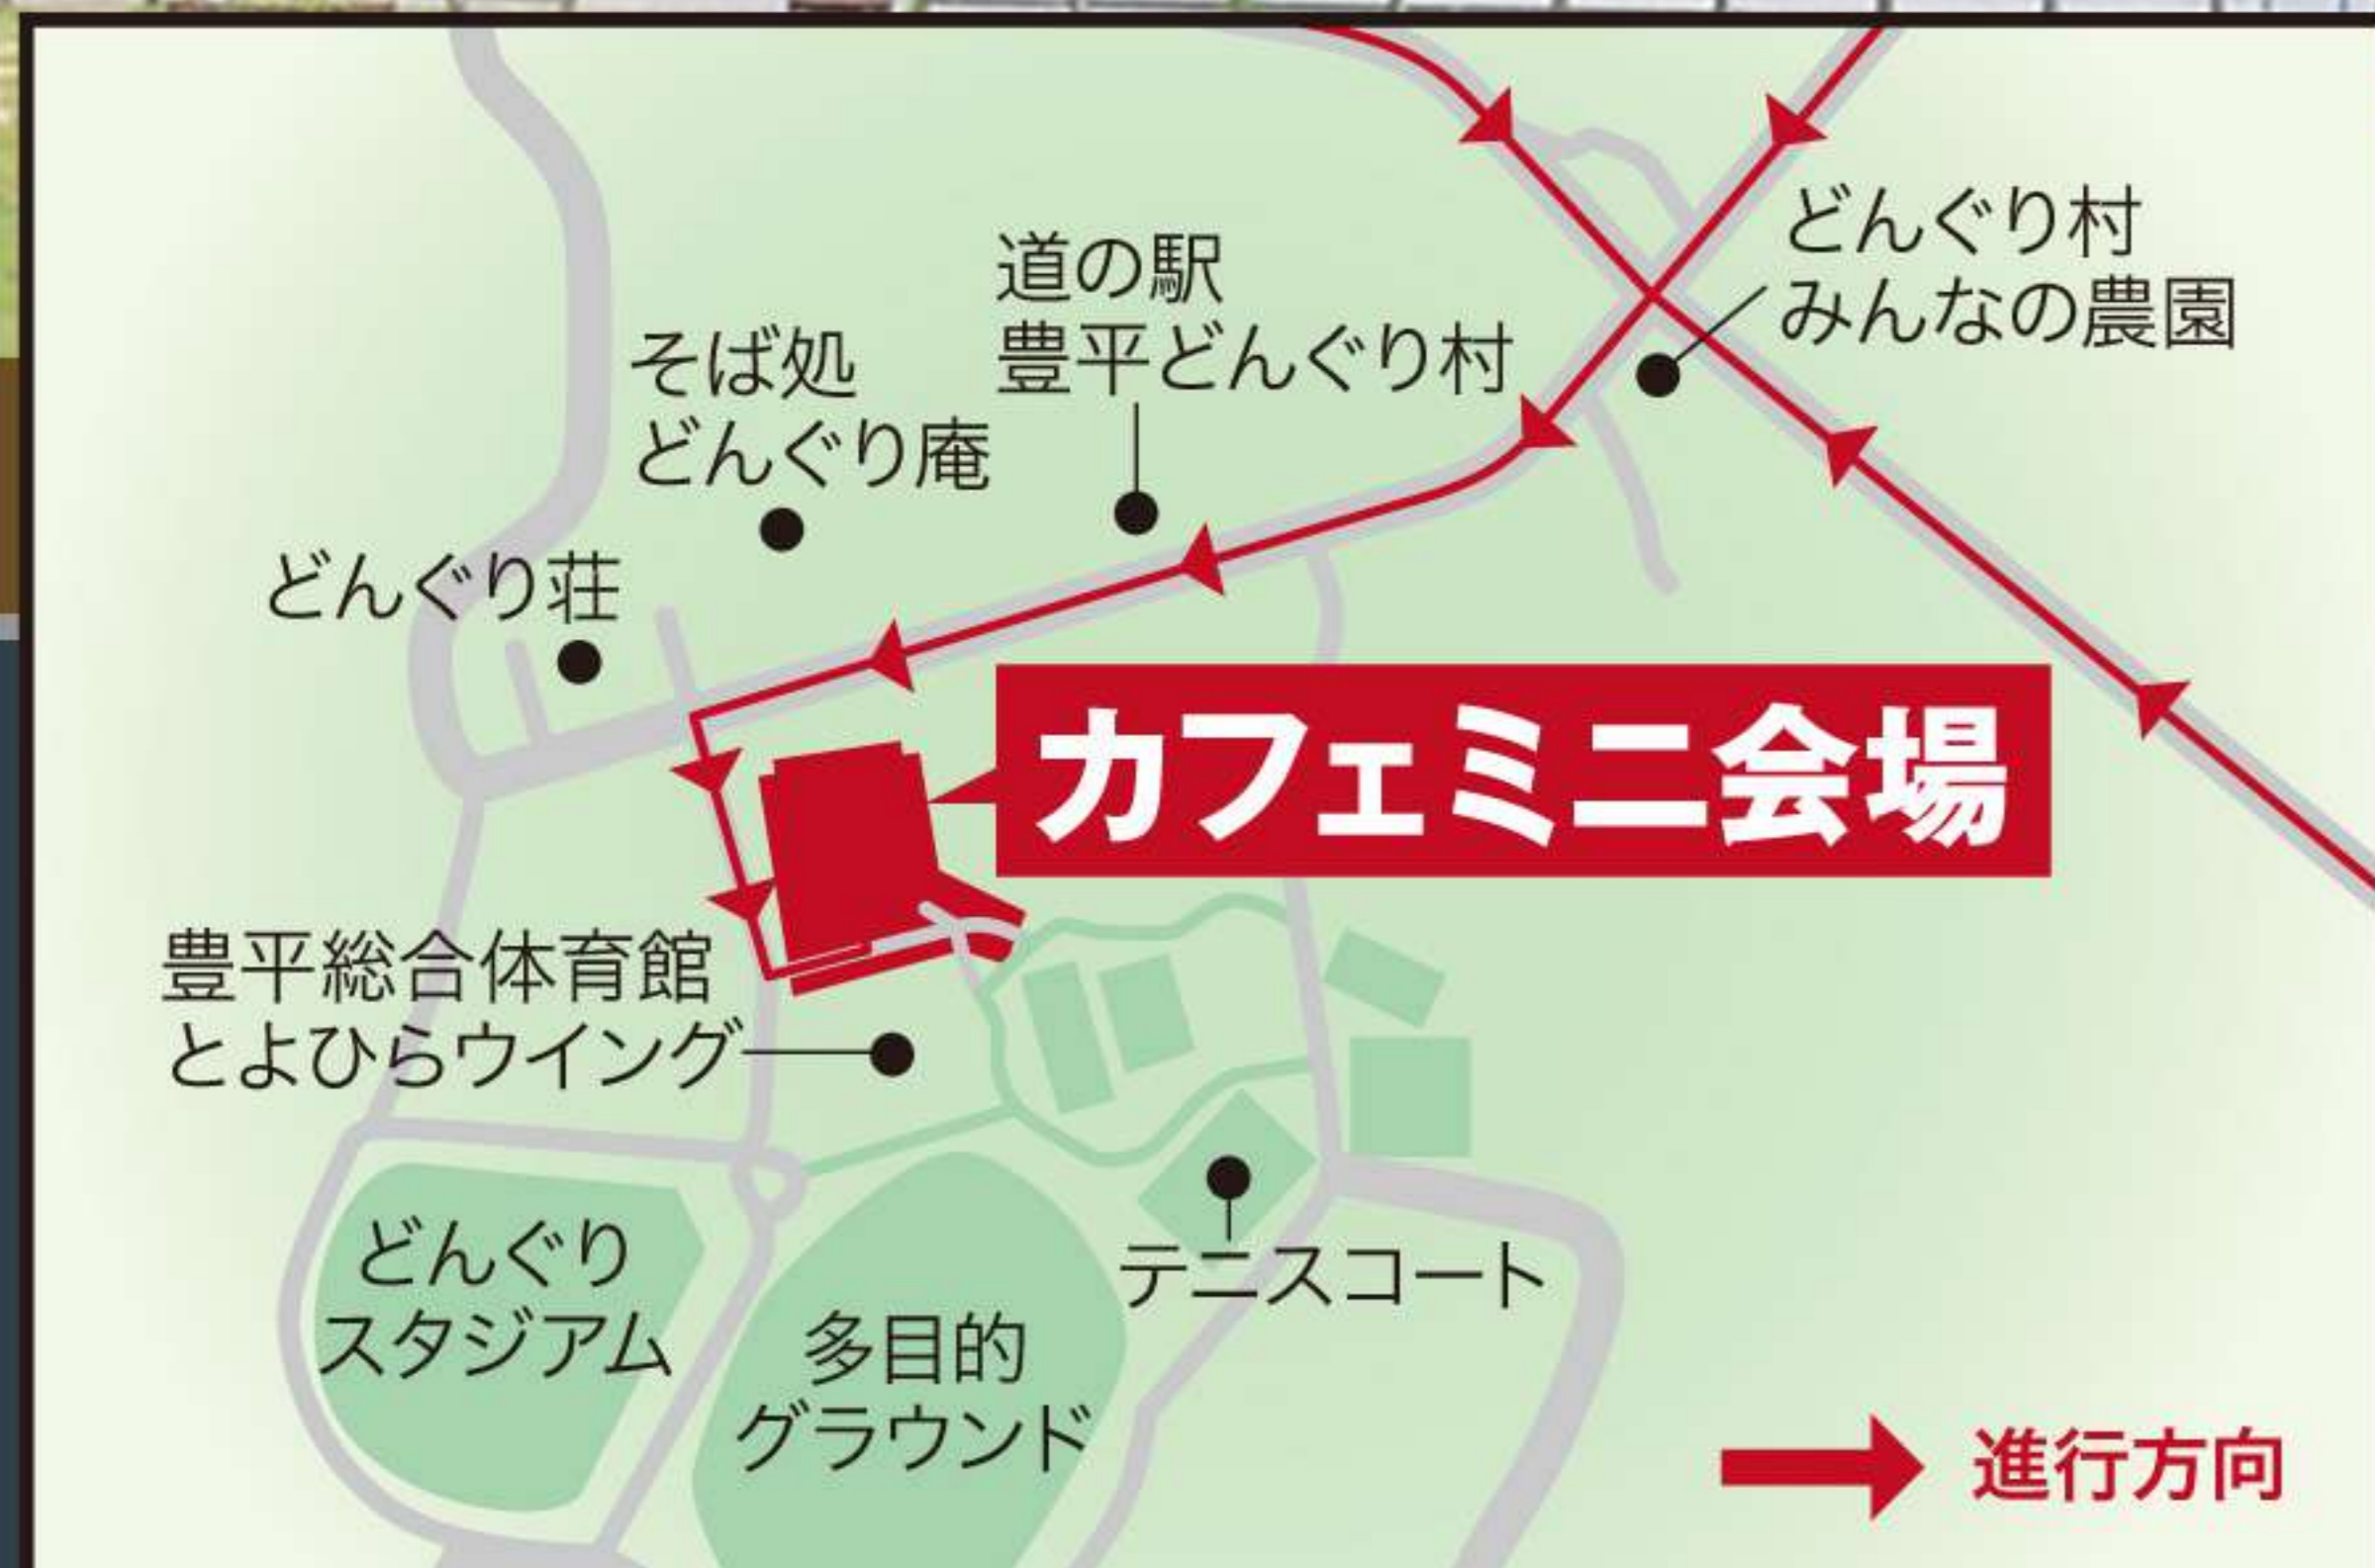 どんぐり村
みんなの農園
道の駅
豊平どんぐり村
そば処
どんぐり庵
どんぐり荘
カフェミニ会場
豊平総合体育館
とよひらウイング
テニスコート
どんぐり
スタジアム
多目的
グラウンド
進行方向